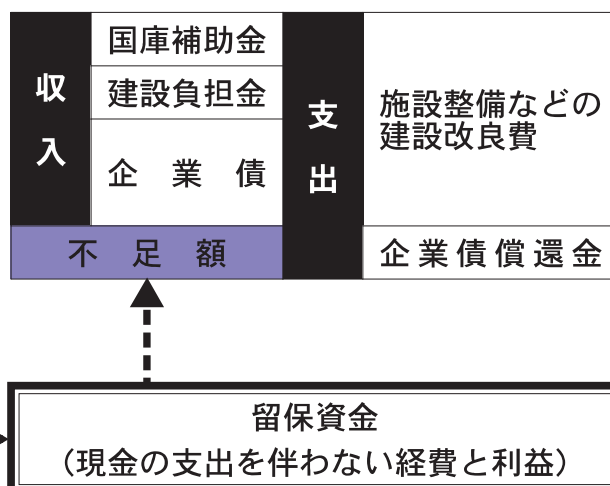 収入
国庫補助金
建設負担金
企業債
不足額
支出
施設整備などの
建設改良費
企業債償還金
留保資金
（現金の支出を伴わない経費と利益）